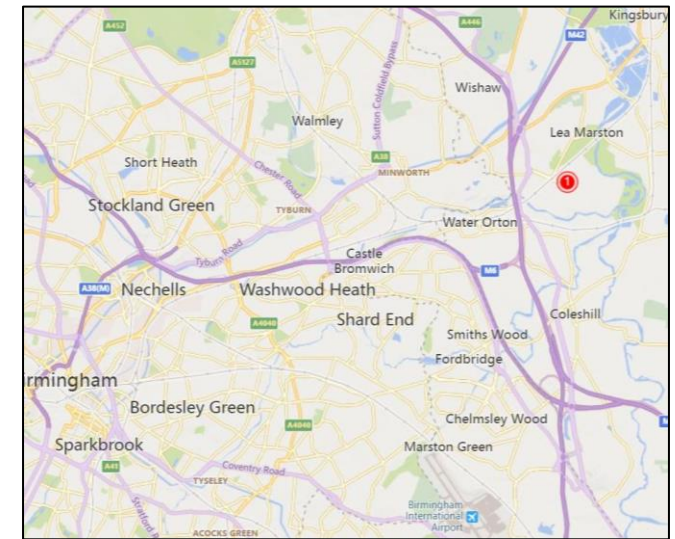 A452
A446
Kingsbury
M42
A5127
Sutton Coldfield Bypass
Wishaw
Walmley
Lea Marston
A38
Short Heath
Chester Road
MINWORTH
1
Stockland Green
TYBURN
Water Orton
Tyburn Road
Castle
Bromwich
M6
A38(M)
Nechells
Washwood Heath
Coleshill
A4040
Shard End
Smiths Wood
Fordbridge
irmingham
Bordesley Green
Chelmsley Wood
A4040
Sparkbrook
Marston Green
A41
Coventry Road
TYSELEY
Stratford R
Birmingham
International
Airport
ACOCKS GREEN